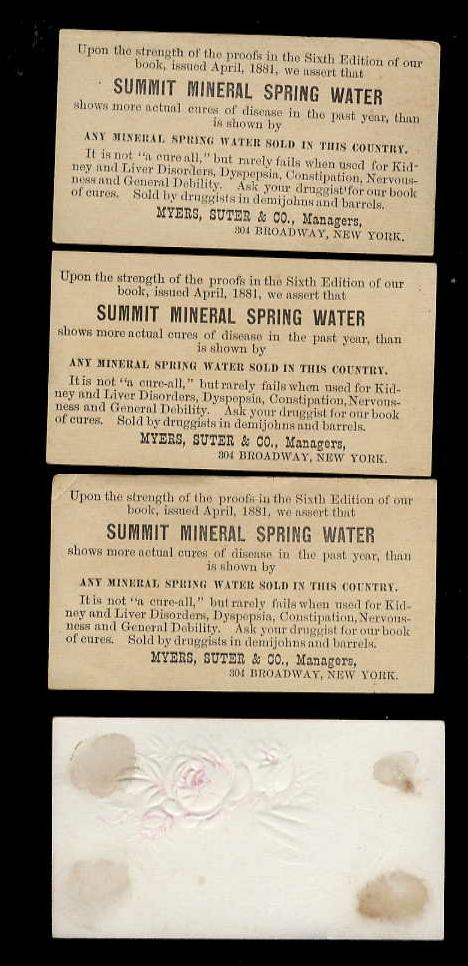 Upon the strength of the proofs in the Sixth Edition of our
book, issued April, 1881, we assert that
SUMMIT MINERAL SPRING WATER
shows more actual cures of disease in the past year, than
is shown by
ANY MINERAL SPRING WATER SOLD IN THIS COUNTRY.
It is not "a cure-all," but rarely fails when used for Kid-
ney and Liver Disorders, Dyspepsia, Constipation, Nervous-
ness and General Debility. Ask your druggist for our book
of cures. Sold by druggists in demijohns and barrels.
MYERS, SUTER & CO., Managers,
304 BROADWAY, NEW YORK.
Upon the strength of the proofs in the Sixth Edition of our
book, issued April, 1881, we assert that
SUMMIT MINERAL SPRING WATER
shows more actual cures of disease in the past year, than
is shown by
ANY MINERAL SPRING WATER SOLD IN THIS COUNTRY.
It is not "a cure-all," but rarely fails when used for Kid-
ney and Liver Disorders, Dyspepsia, Constipation, Nervous-
ness and General Debility. Ask your druggist for our book
of cures. Sold by druggists in demijohns and barrels.
MYERS, SUTER & CO., Managers,
304 BROADWAY, NEW YORK.
Upon the strength of the proofs in the Sixth Edition of our
book, issued April, 1881, we assert that
SUMMIT MINERAL SPRING WATER
shows more actual cures of disease in the past year, than
is shown by
ANY MINERAL SPRING WATER SOLD IN THIS COUNTRY.
It is not "a cure-all," but rarely fails when used for Kid-
ney and Liver Disorders, Dyspepsia, Constipation, Nervous-
ness and General Debility. Ask your druggist for our book
of cures. Sold by druggists in demijohns and barrels.
MYERS, SUTER & CO., Managers,
304 BROADWAY, NEW YORK.